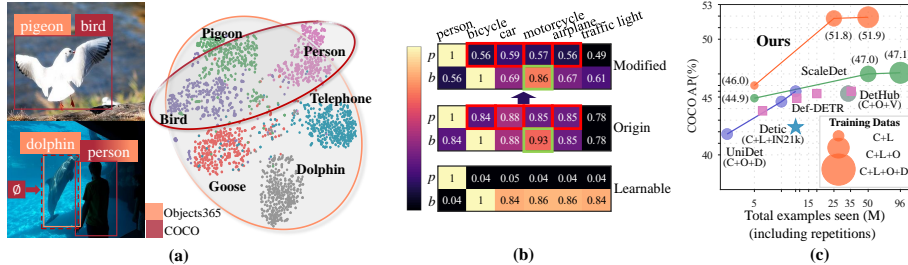 pigeon bird
dolphin
person
Ø
Objects365
COCO
Pigeon
Person
Telephone
Bird
Goose
Dolphin
(a)
person
bicycle
car
motorcycle
airplane
traffic light
p 1 0.56 0.59 0.57 0.56 0.49
b 0.56 1 0.69 0.86 0.67 0.61
Modified
p 1 0.84 0.88 0.85 0.85 0.78
b 0.84 1 0.88 0.93 0.85 0.78
Origin
p 1 0.04 0.05 0.04 0.04 0.04
b 0.04 1 0.84 0.86 0.86 0.84
Learnable
(b)
COCO AP(%)
53
50
45
40
Ours
(51.8) (51.9)
(46.0)
(44.9)
(47.0) (47.1)
ScaleDet
DetHub
(C+O+V)
Def-DETR
Detic
(C+L+IN21k)
UniDet
(C+O+D)
Training Datas
C+L
C+L+O
C+L+O+D
5 15 25 35 50 96
Total examples seen (M)
(including repetitions)
(c)